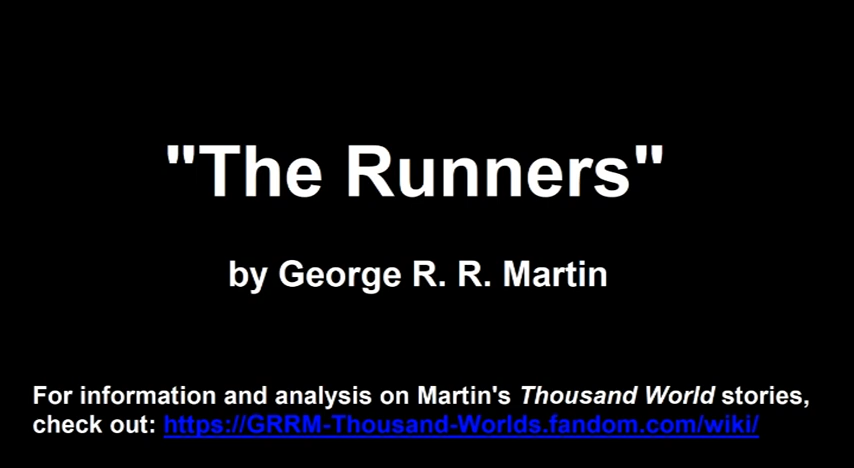 "The Runners"
by George R. R. Martin
For information and analysis on Martin's Thousand World stories,
check out: https://GRRM-Thousand-Worlds.fandom.com/wiki/